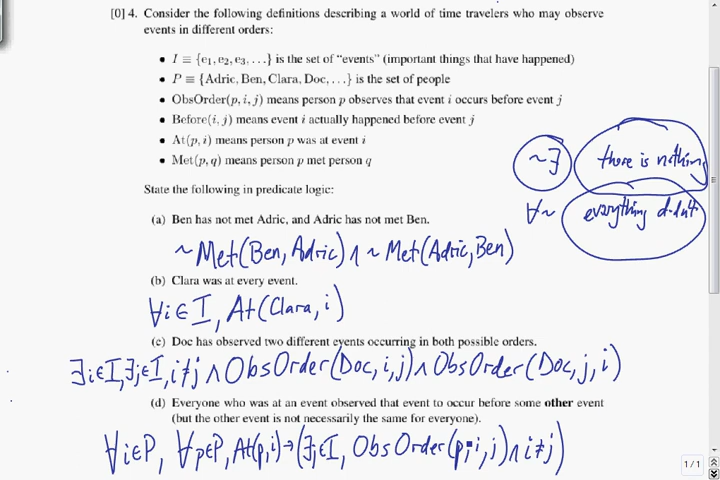 [0] 4. Consider the following definitions describing a world of time travelers who may observe
events in different orders:
• I ≡ {e₁, e₂, e₃, …} is the set of "events" (important things that have happened)
• P ≡ {Adric, Ben, Clara, Doc, …} is the set of people
• ObsOrder(p, i, j) means person p observes that event i occurs before event j
• Before(i, j) means event i actually happened before event j
• At(p, i) means person p was at event i
• Met(p, q) means person p met person q
~∃ there is nothing
∀~ everything didn't
State the following in predicate logic:
(a) Ben has not met Adric, and Adric has not met Ben.
~Met(Ben, Adric) ∧ ~Met(Adric, Ben)
(b) Clara was at every event.
∀i∈I, At(Clara, i)
(c) Doc has observed two different events occurring in both possible orders.
∃i∈I, ∃j∈I, i≠j ∧ ObsOrder(Doc, i, j) ∧ ObsOrder(Doc, j, i)
(d) Everyone who was at an event observed that event to occur before some other event
(but the other event is not necessarily the same for everyone).
∀i∈P, ∀p∈P, At(p,i)→(∃j∈I, ObsOrder(p,i,j) ∧ i≠j)
1/1